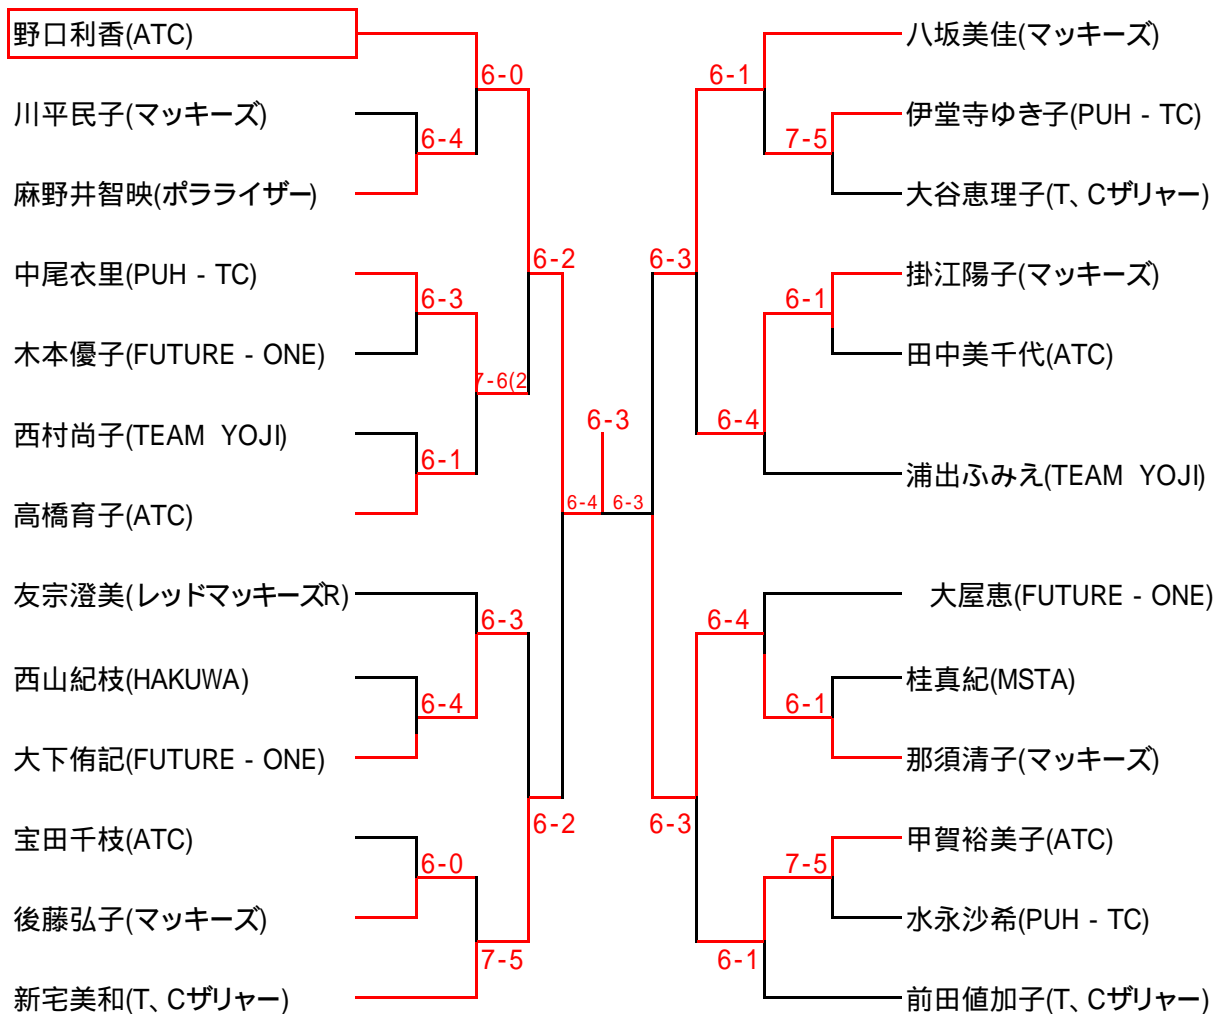 野口利香(ATC)
川平民子(マッキーズ)
麻野井智映(ポラライザー)
中尾衣里(PUH - TC)
木本優子(FUTURE - ONE)
西村尚子(TEAM YOJI)
高橋育子(ATC)
友宗澄美(レッドマッキーズR)
西山紀枝(HAKUWA)
大下侑記(FUTURE - ONE)
宝田千枝(ATC)
後藤弘子(マッキーズ)
新宅美和(T、Cザリャー)
6-0
6-4
6-3
7-6(2
6-1
6-3
6-4
6-0
7-5
6-2
6-2
6-4
6-3
6-3
6-3
6-3
6-1
7-5
6-1
6-4
6-4
6-1
7-5
6-1
八坂美佳(マッキーズ)
伊堂寺ゆき子(PUH - TC)
大谷恵理子(T、Cザリャー)
掛江陽子(マッキーズ)
田中美千代(ATC)
浦出ふみえ(TEAM YOJI)
大屋恵(FUTURE - ONE)
桂真紀(MSTA)
那須清子(マッキーズ)
甲賀裕美子(ATC)
水永沙希(PUH - TC)
前田値加子(T、Cザリャー)